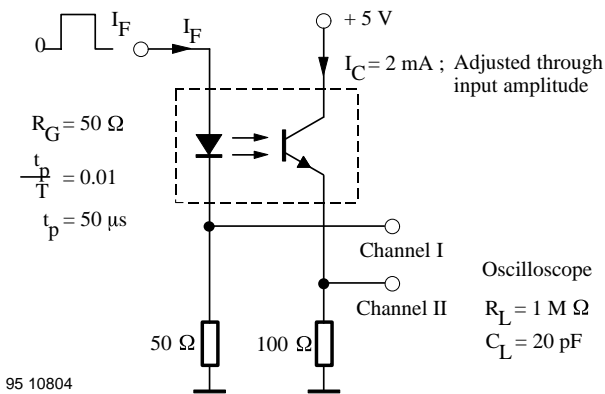 0
I_F
I_F
+ 5 V
I_C = 2 mA ; Adjusted through
input amplitude
R_G = 50 Ω
t_p
T
= 0.01
t_p = 50 µs
Channel I
Channel II
50 Ω
100 Ω
Oscilloscope
R_L = 1 M Ω
C_L = 20 pF
95 10804